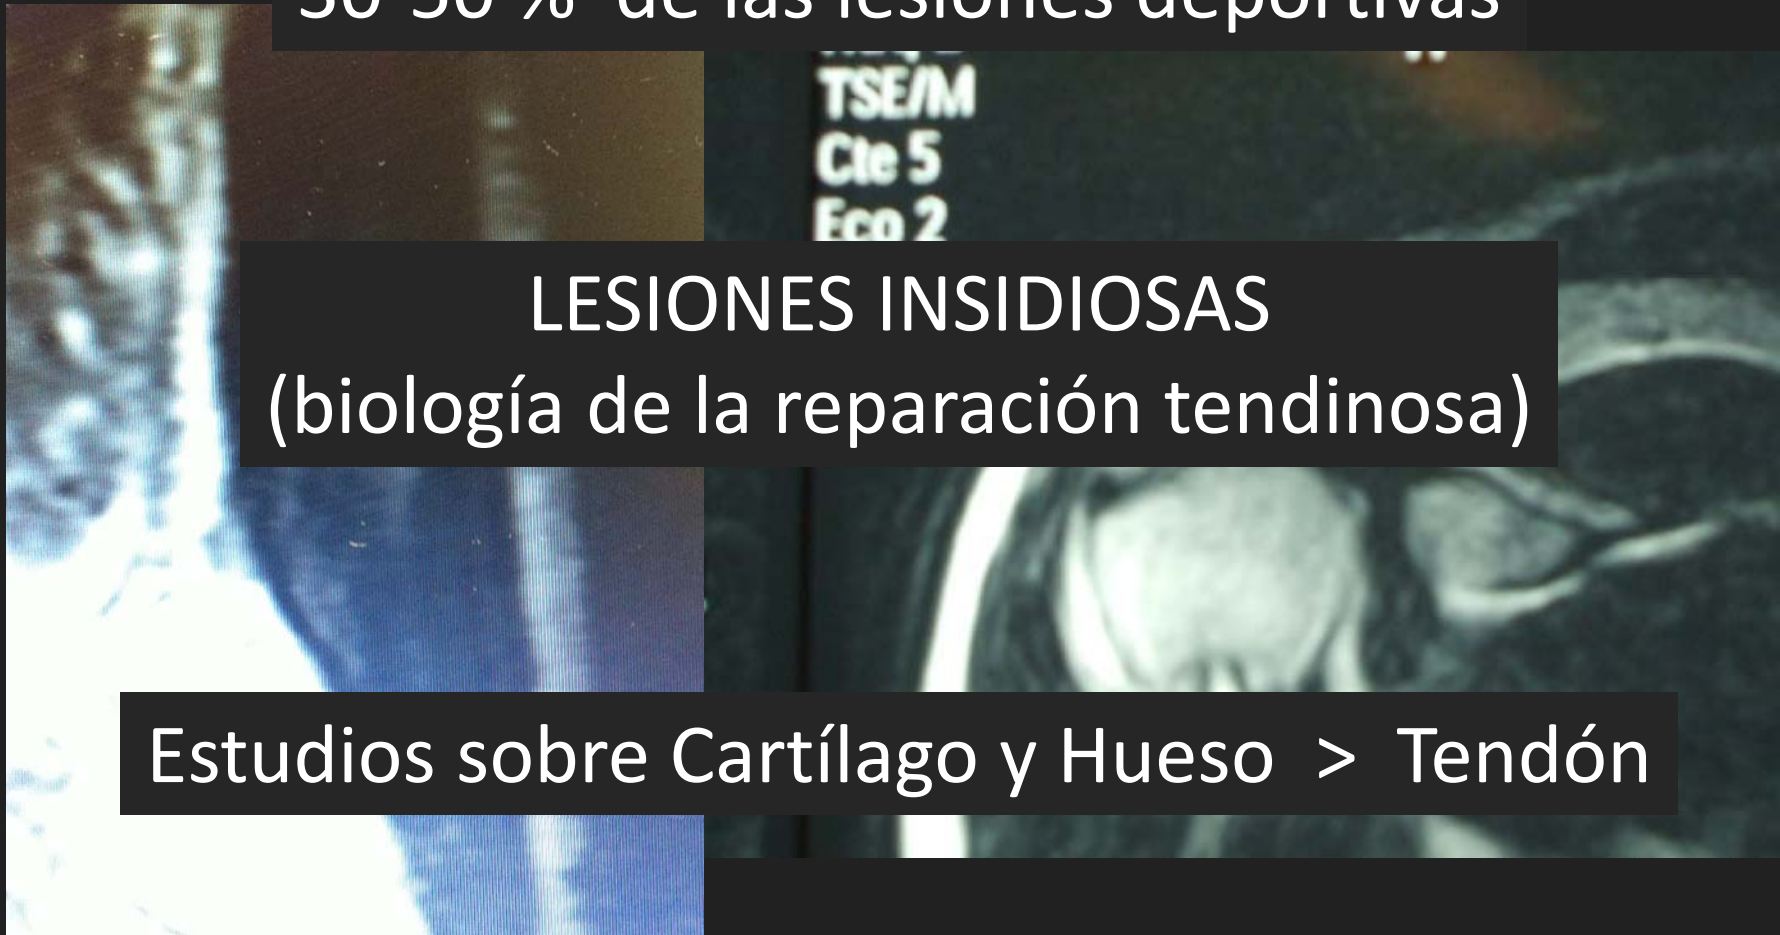 de las lesiones deportivas
TSE/M
Cte 5
Eco 2
LESIONES INSIDIOSAS
(biología de la reparación tendinosa)
Estudios sobre Cartílago y Hueso > Tendón